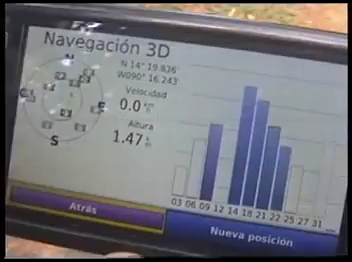 Navegación 3D
N
E
S
N 14° 19.836'
W090° 16.243'
Velocidad
0.0
Altura
1.47
03 06 09 12 14 18 21 22 25 27 31
Atrás
Nueva posición